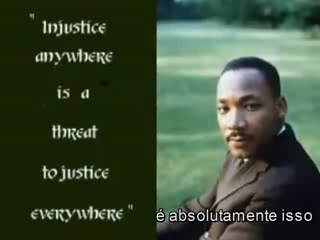 " Injustice
anywhere
is a
threat
to justice
everywhere "
é absolutamente isso